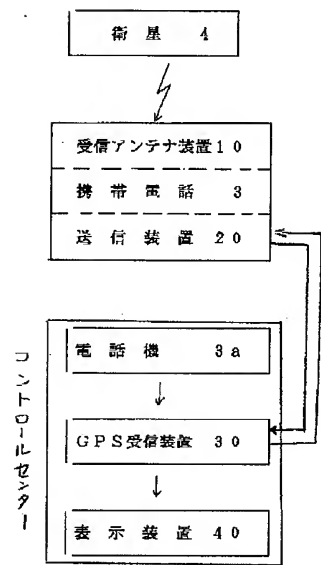 衛星 4
受信アンテナ装置10
携帯電話 3
送信装置 20
電話機 3a
GPS受信装置 30
表示装置 40
コントロールセンター